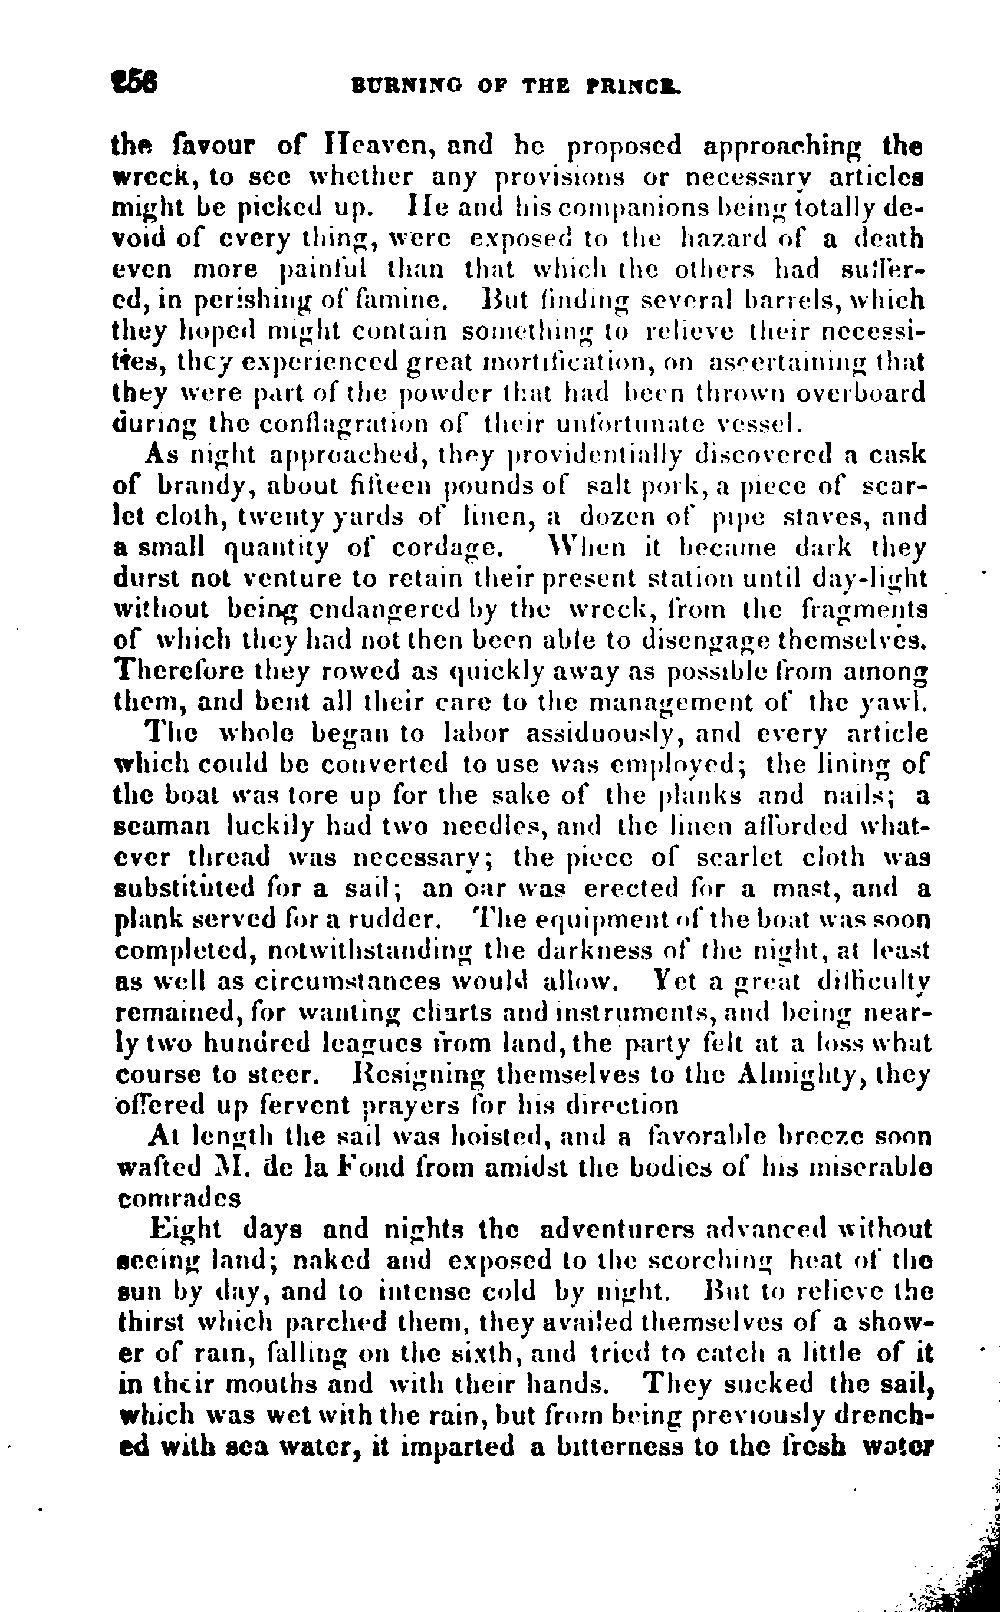 256 BURNING OF THE PRINCE.
the favour of Heaven, and he proposed approaching the
wreck, to see whether any provisions or necessary articles
might be picked up. He and his companions being totally de-
void of every thing, were exposed to the hazard of a death
even more painful than that which the others had suffer-
ed, in perishing of famine. But finding several barrels, which
they hoped might contain something to relieve their necessi-
ties, they experienced great mortification, on ascertaining that
they were part of the powder that had been thrown overboard
during the conflagration of their unfortunate vessel.
As night approached, they providentially discovered a cask
of brandy, about fifteen pounds of salt pork, a piece of scar-
let cloth, twenty yards of linen, a dozen of pipe staves, and
a small quantity of cordage. When it became dark they
durst not venture to retain their present station until day-light
without being endangered by the wreck, from the fragments
of which they had not then been able to disengage themselves.
Therefore they rowed as quickly away as possible from among
them, and bent all their care to the management of the yawl.
The whole began to labor assiduously, and every article
which could be converted to use was employed; the lining of
the boat was tore up for the sake of the planks and nails; a
seaman luckily had two needles, and the linen afforded what-
ever thread was necessary; the piece of scarlet cloth was
substituted for a sail; an oar was erected for a mast, and a
plank served for a rudder. The equipment of the boat was soon
completed, notwithstanding the darkness of the night, at least
as well as circumstances would allow. Yet a great difficulty
remained, for wanting charts and instruments, and being near-
ly two hundred leagues from land, the party felt at a loss what
course to steer. Resigning themselves to the Almighty, they
offered up fervent prayers for his direction
At length the sail was hoisted, and a favorable breeze soon
wafted M. de la Fond from amidst the bodies of his miserable
comrades
Eight days and nights the adventurers advanced without
seeing land; naked and exposed to the scorching heat of the
sun by day, and to intense cold by night. But to relieve the
thirst which parched them, they availed themselves of a show-
er of rain, falling on the sixth, and tried to catch a little of it
in their mouths and with their hands. They sucked the sail,
which was wet with the rain, but from being previously drench-
ed with sea water, it imparted a bitterness to the fresh water